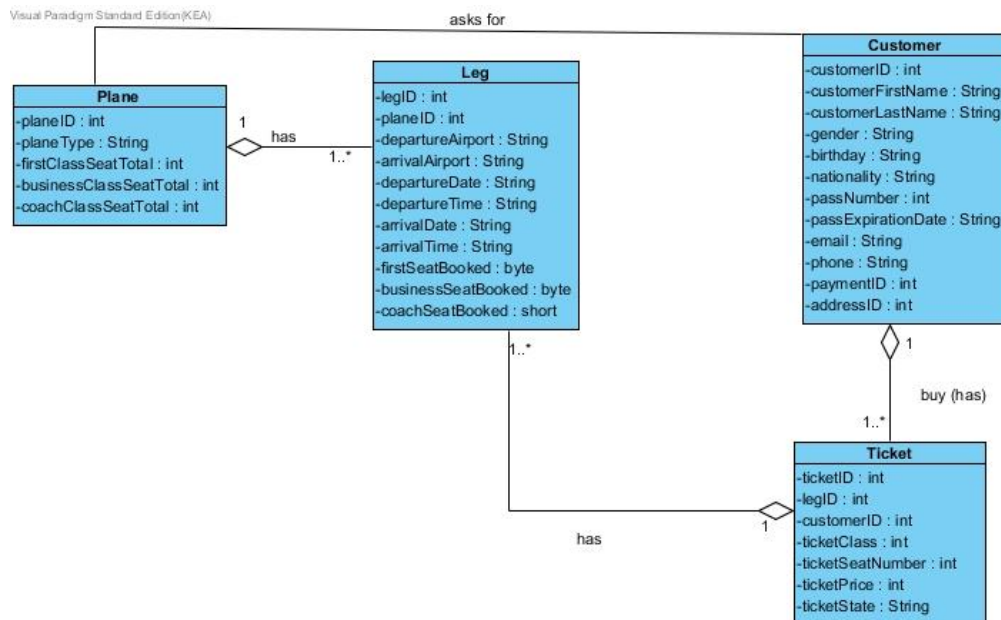 Visual Paradigm Standard Edition(KEA)
asks for
Plane
-planeID : int
-planeType : String
-firstClassSeatTotal : int
-businessClassSeatTotal : int
-coachClassSeatTotal : int
1
has
1..*
Leg
-legID : int
-planeID : int
-departureAirport : String
-arrivalAirport : String
-departureDate : String
-departureTime : String
-arrivalDate : String
-arrivalTime : String
-firstSeatBooked : byte
-businessSeatBooked : byte
-coachSeatBooked : short
1..*
Customer
-customerID : int
-customerFirstName : String
-customerLastName : String
-gender : String
-birthday : String
-nationality : String
-passNumber : int
-passExpirationDate : String
-email : String
-phone : String
-paymentID : int
-addressID : int
1
buy (has)
1..*
Ticket
-ticketID : int
-legID : int
-customerID : int
-ticketClass : int
-ticketSeatNumber : int
-ticketPrice : int
-ticketState : String
1
has